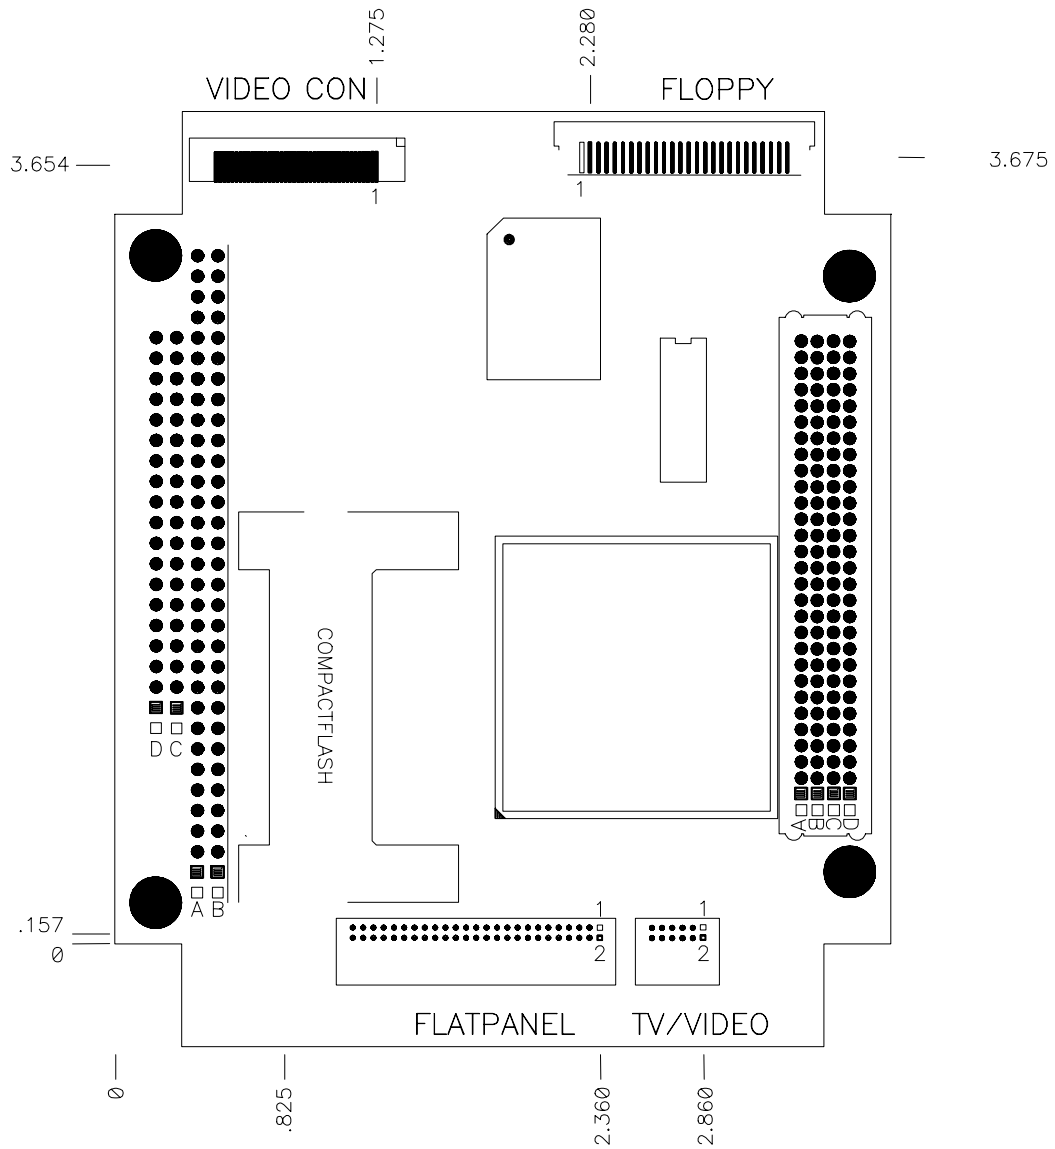 1.275
2.280
VIDEO CON
FLOPPY
3.654
3.675
1
1
COMPACTFLASH
D C
A B C D
A B
1
1
.157
0
2
2
FLATPANEL
TV/VIDEO
0
.825
2.360
2.860